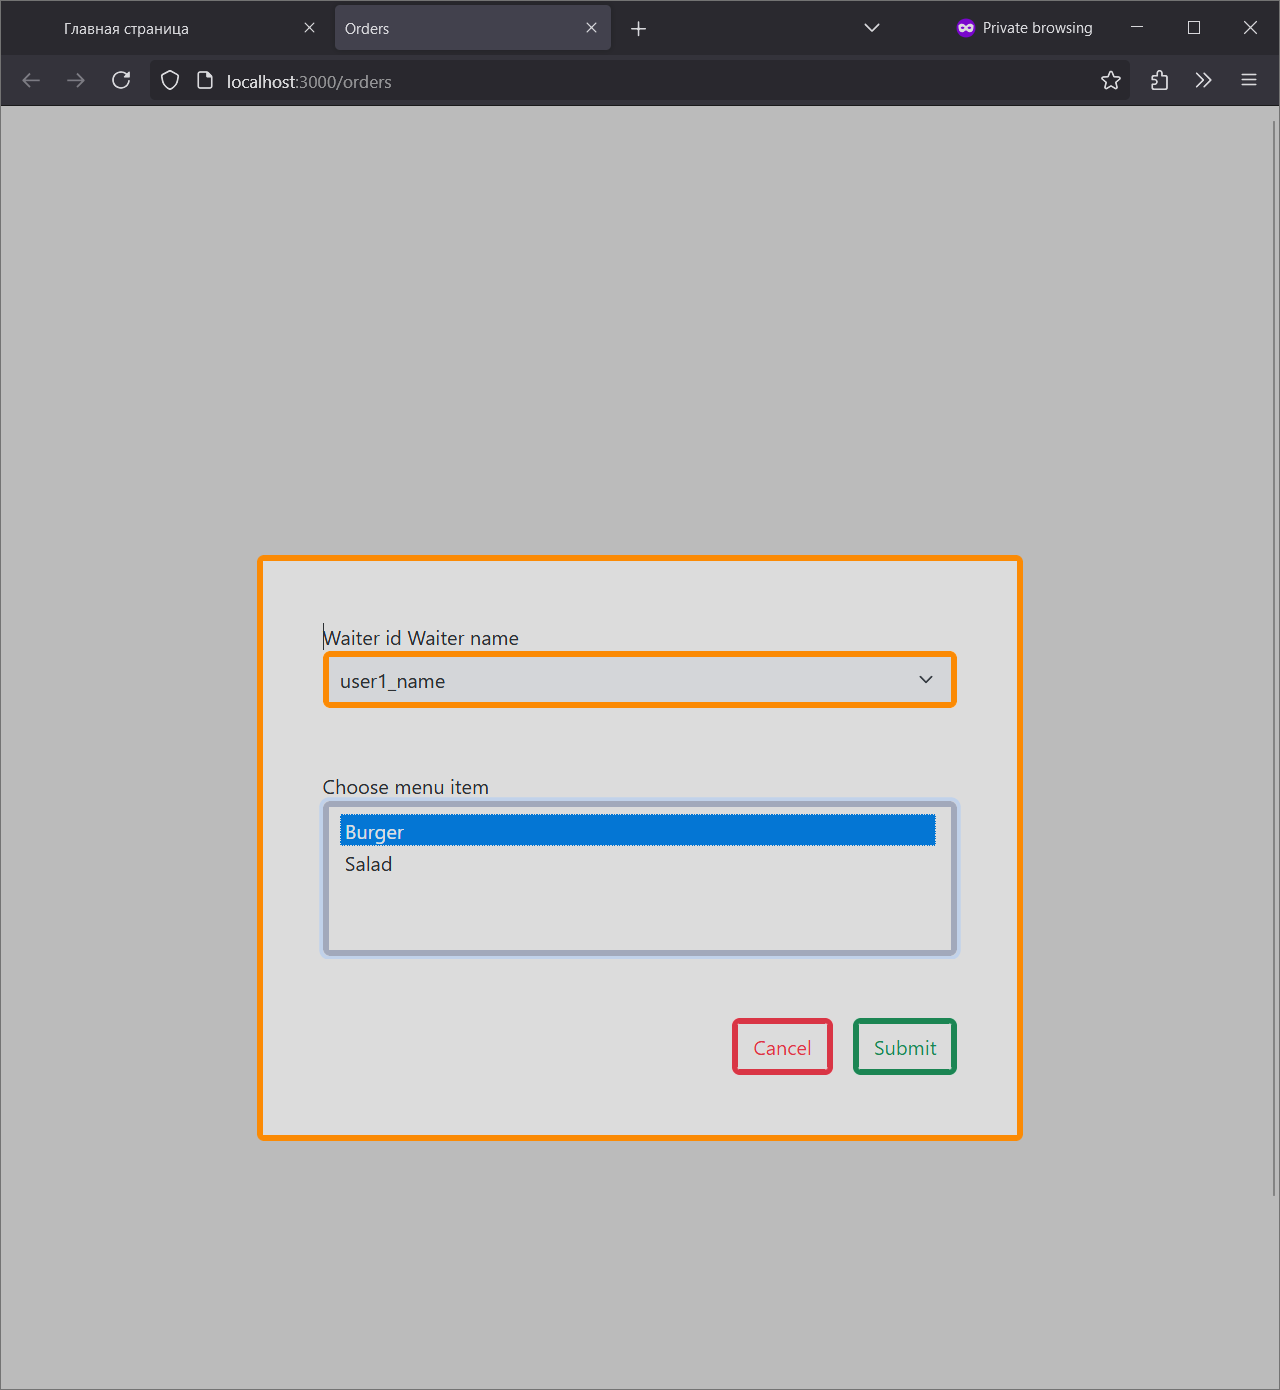 Главная страница
Orders
Private browsing
localhost:3000/orders
Waiter id Waiter name
user1_name
Choose menu item
Burger
Salad
Cancel
Submit